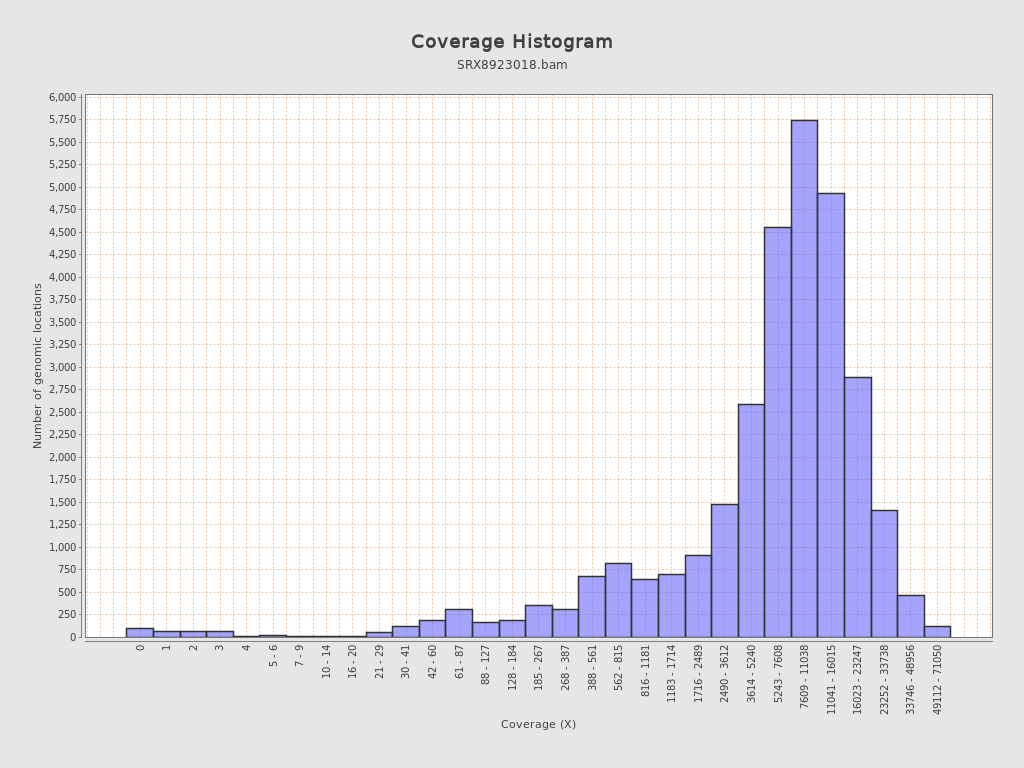 Coverage Histogram
SRX8923018.bam
6,000
5,750
5,500
5,250
5,000
4,750
4,500
4,250
4,000
3,750
3,500
3,250
3,000
2,750
2,500
2,250
2,000
1,750
1,500
1,250
1,000
750
500
250
0
Number of genomic locations
0
1
2
3
4
5 - 6
7 - 9
10 - 14
16 - 20
21 - 29
30 - 41
42 - 60
61 - 87
88 - 127
128 - 184
185 - 267
268 - 387
388 - 561
562 - 815
816 - 1181
1183 - 1714
1716 - 2489
2490 - 3612
3614 - 5240
5243 - 7608
7609 - 11038
11041 - 16015
16023 - 23247
23252 - 33738
33746 - 48956
49112 - 71050
Coverage (X)